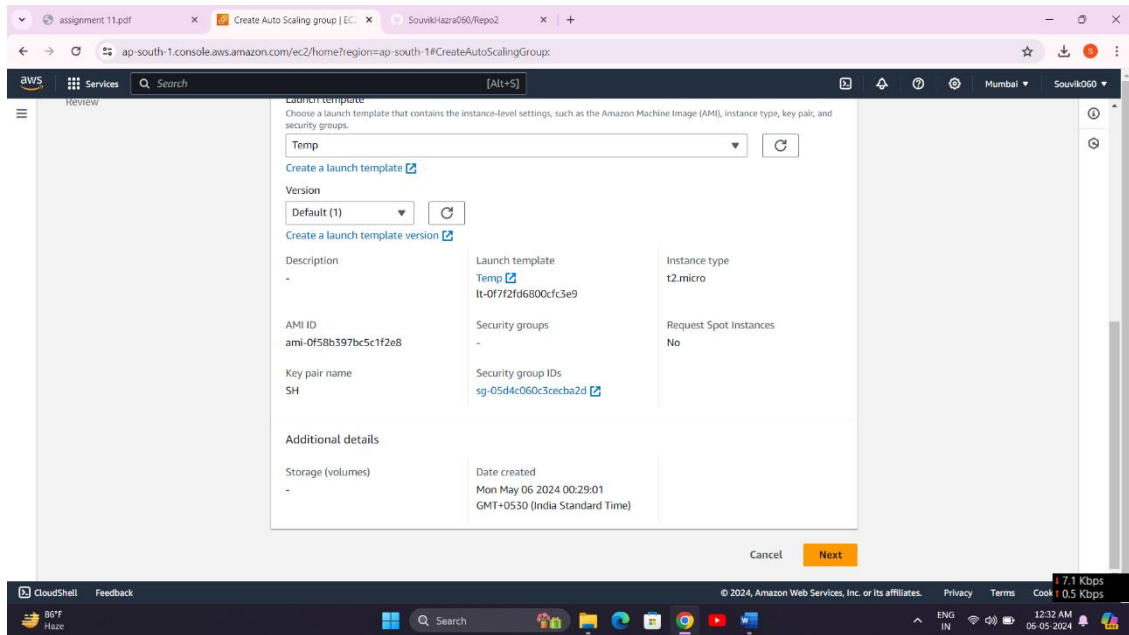 assignment 11.pdf
Create Auto Scaling group | EC
SouvikHazra060/Repo2
ap-south-1.console.aws.amazon.com/ec2/home?region=ap-south-1#CreateAutoScalingGroup:
S
aws
Services
Search
[Alt+S]
Mumbai
Souvik060
Review
Launch template
Choose a launch template that contains the instance-level settings, such as the Amazon Machine Image (AMI), instance type, key pair, and
security groups.
Temp
Create a launch template
Version
Default (1)
Create a launch template version
Description
-
Launch template
Temp
lt-0f7f2fd6800cfc3e9
Instance type
t2.micro
AMI ID
ami-0f58b397bc5c1f2e8
Security groups
-
Request Spot Instances
No
Key pair name
SH
Security group IDs
sg-05d4c060c3cecba2d
Additional details
Storage (volumes)
-
Date created
Mon May 06 2024 00:29:01
GMT+0530 (India Standard Time)
Cancel
Next
CloudShell
Feedback
© 2024, Amazon Web Services, Inc. or its affiliates.
Privacy
Terms
Cook
7.1 Kbps
0.5 Kbps
86°F
Haze
Search
ENG
IN
12:32 AM
06-05-2024